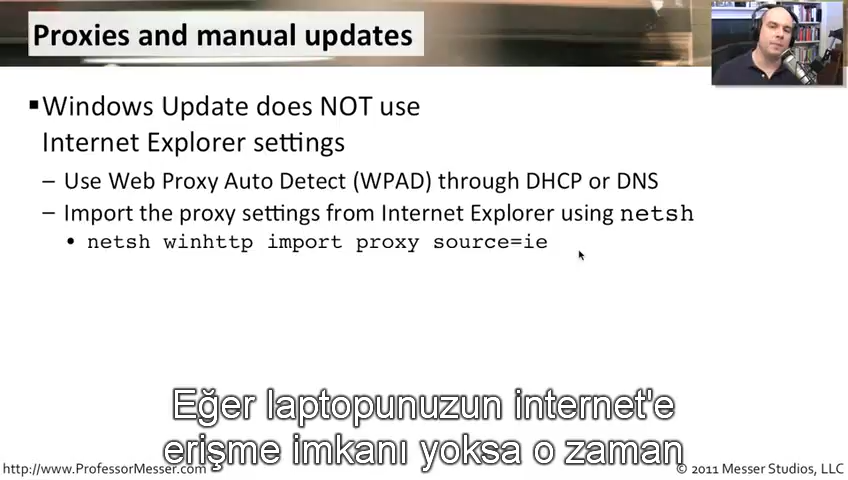 Proxies and manual updates
▪Windows Update does NOT use
Internet Explorer settings
– Use Web Proxy Auto Detect (WPAD) through DHCP or DNS
– Import the proxy settings from Internet Explorer using netsh
• netsh winhttp import proxy source=ie
Eğer laptopunuzun internet'e
erişme imkanı yoksa o zaman
http://www.ProfessorMesser.com
© 2011 Messer Studios, LLC